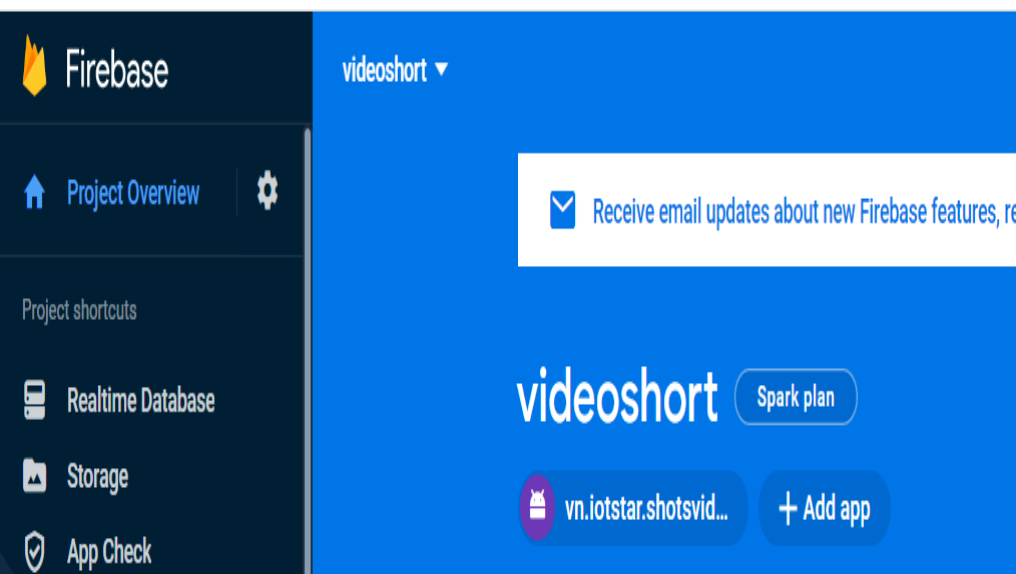 Firebase
videoshort
Project Overview
Receive email updates about new Firebase features, re
Project shortcuts
Realtime Database
videoshort
Spark plan
Storage
vn.iotstar.shotsvid...
+ Add app
App Check